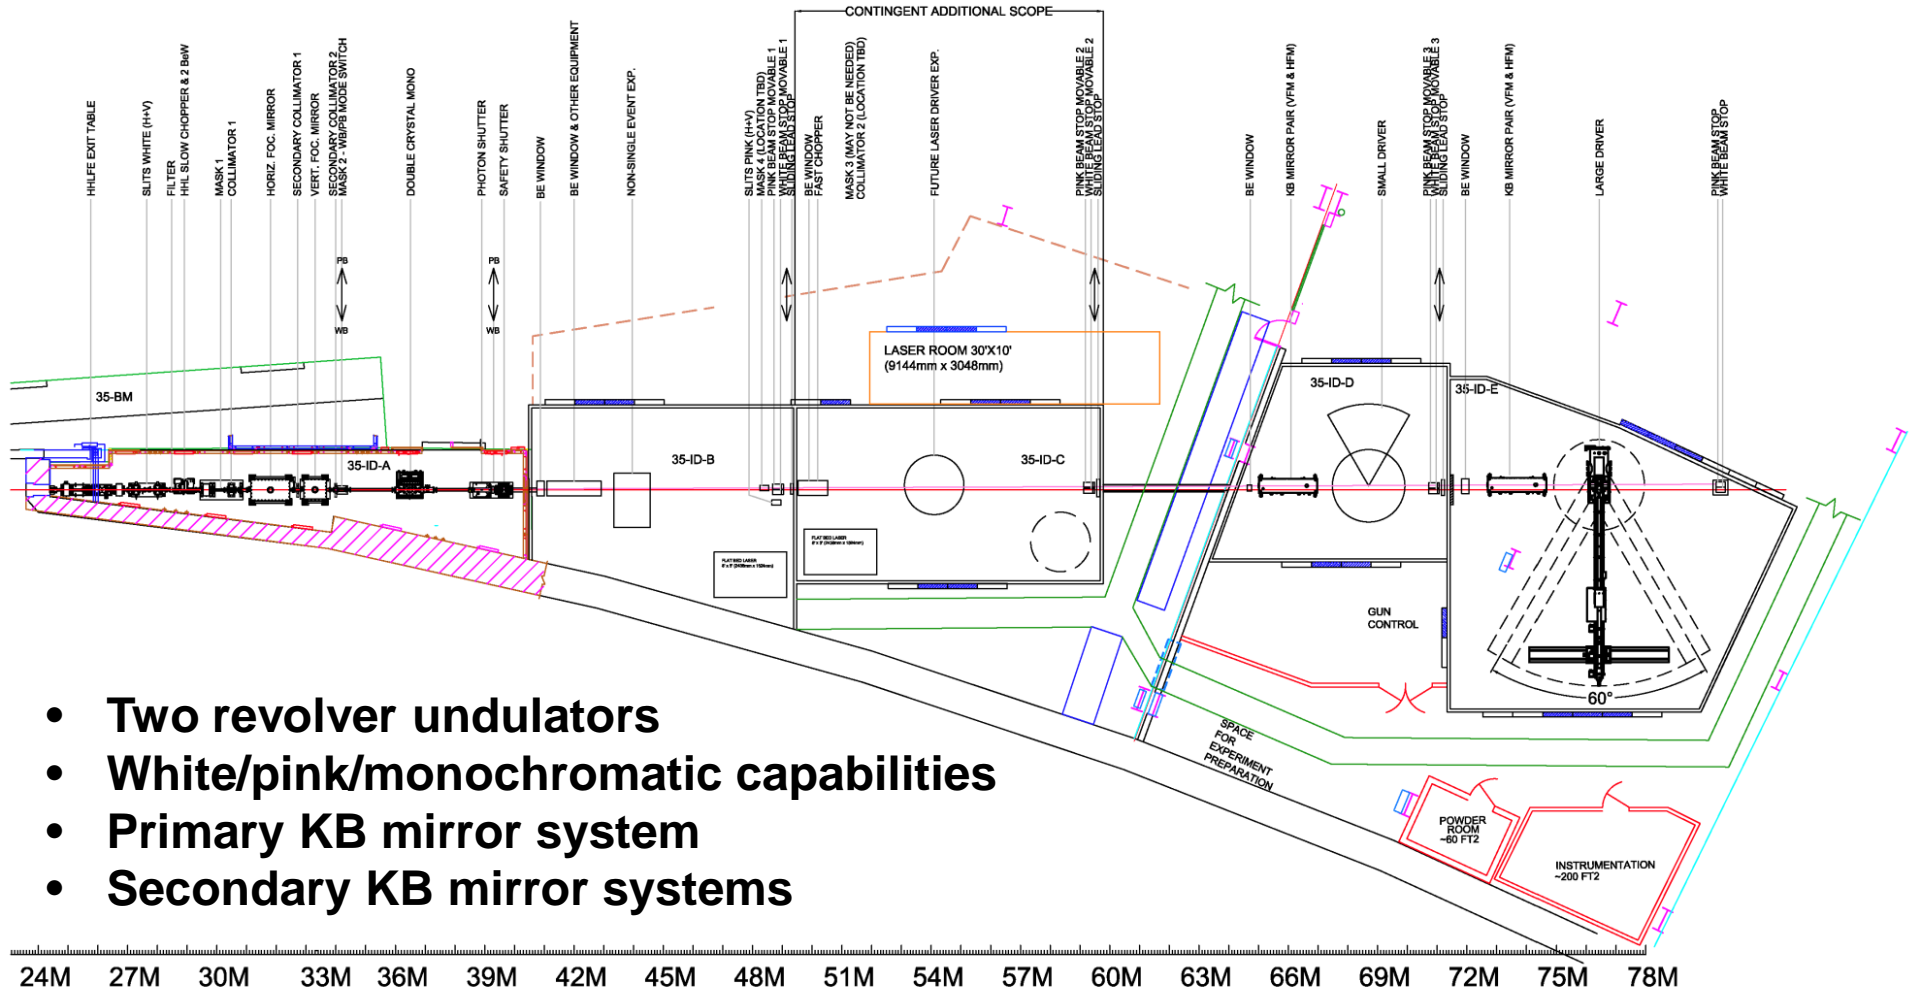 CONTINGENT ADDITIONAL SCOPE
HHLFE EXIT TABLE
SLITS WHITE (H+V)
FILTER
HHL SLOW CHOPPER & 2 BeW
MASK 1
COLLIMATOR 1
HORIZ. FOC. MIRROR
SECONDARY COLLIMATOR 1
VERT. FOC. MIRROR
SECONDARY COLLIMATOR 2
MASK 2 - WB/PB MODE SWITCH
DOUBLE CRYSTAL MONO
PHOTON SHUTTER
SAFETY SHUTTER
BE WINDOW
BE WINDOW & OTHER EQUIPMENT
NON-SINGLE EVENT EXP.
SLITS PINK (H+V)
MASK 4 (LOCATION TBD)
PINK BEAM STOP MOVABLE 1
WHITE BEAM STOP MOVABLE 1
SLIDING LEAD STOP
BE WINDOW
FAST CHOPPER
MASK 3 (MAY NOT BE NEEDED)
COLLIMATOR 2 (LOCATION TBD)
FUTURE LASER DRIVER EXP.
PINK BEAM STOP MOVABLE 2
WHITE BEAM STOP MOVABLE 2
SLIDING LEAD STOP
BE WINDOW
KB MIRROR PAIR (VFM & HFM)
SMALL DRIVER
PINK BEAM STOP MOVABLE 3
WHITE BEAM STOP MOVABLE 3
SLIDING LEAD STOP
BE WINDOW
KB MIRROR PAIR (VFM & HFM)
LARGE DRIVER
PINK BEAM STOP
WHITE BEAM STOP
PB
WB
PB
WB
LASER ROOM 30'X10'
(9144mm x 3048mm)
35-BM
35-ID-A
35-ID-B
35-ID-C
35-ID-D
35-ID-E
FLAT BED LASER
FLAT BED LASER
GUN
CONTROL
60°
SPACE
FOR
EXPERIMENT
PREPARATION
POWDER
ROOM
~60 FT2
INSTRUMENTATION
~200 FT2
• Two revolver undulators
• White/pink/monochromatic capabilities
• Primary KB mirror system
• Secondary KB mirror systems
24M 27M 30M 33M 36M 39M 42M 45M 48M 51M 54M 57M 60M 63M 66M 69M 72M 75M 78M